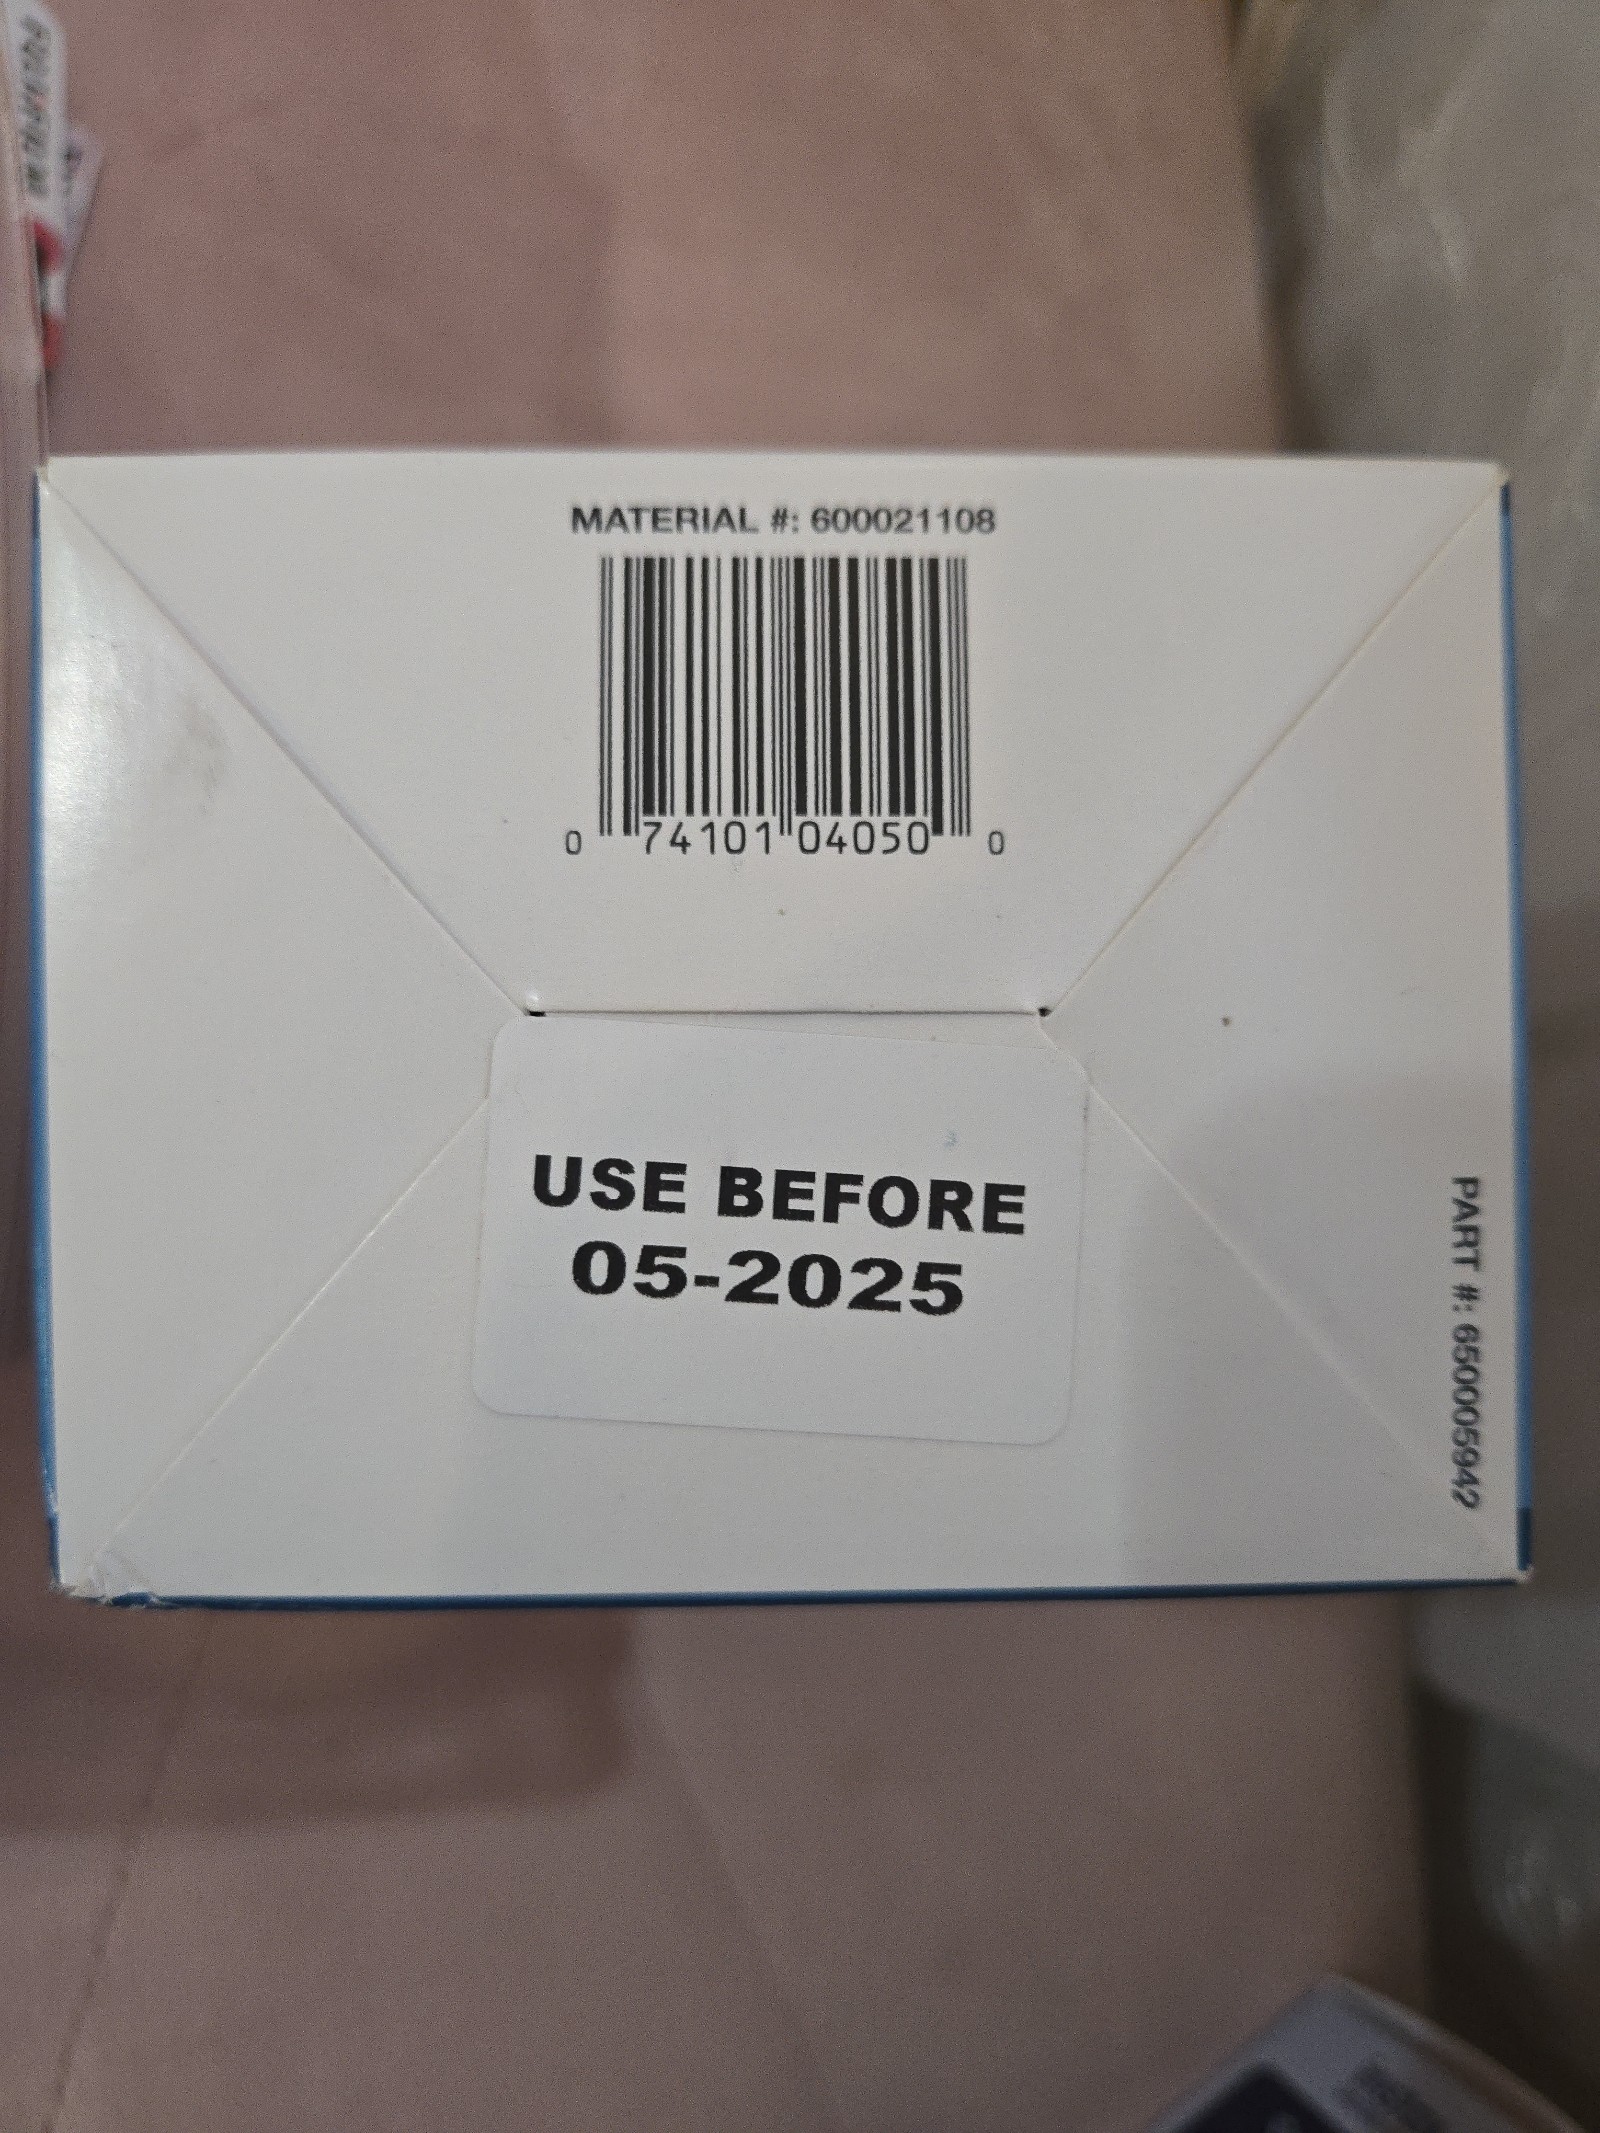 MATERIAL #: 600021108
0 74101 04050 0
USE BEFORE
05-2025
PART #: 650005942